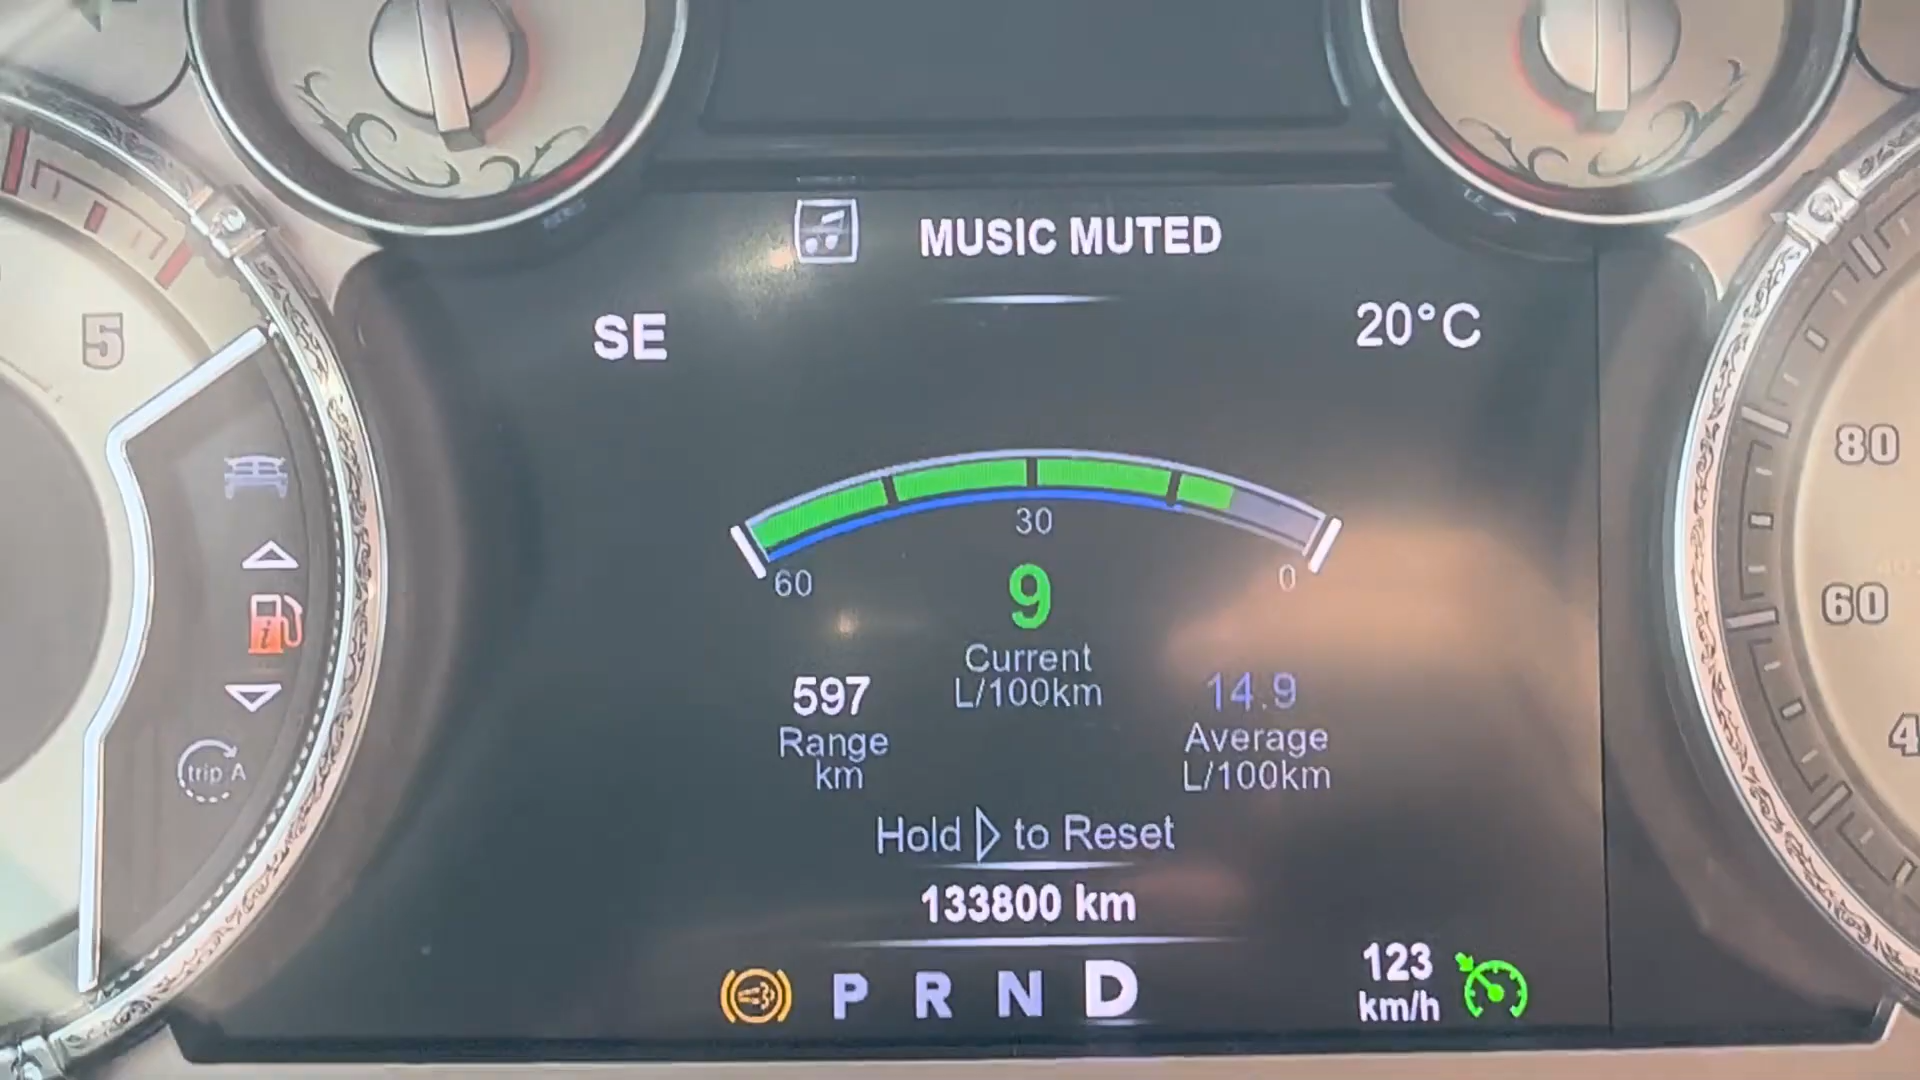 MUSIC MUTED
SE
20°C
5
80
30
60
0
9
60
Current
L/100km
597
Range
km
14.9
Average
L/100km
4
trip A
Hold to Reset
133800 km
P R N D
123
km/h